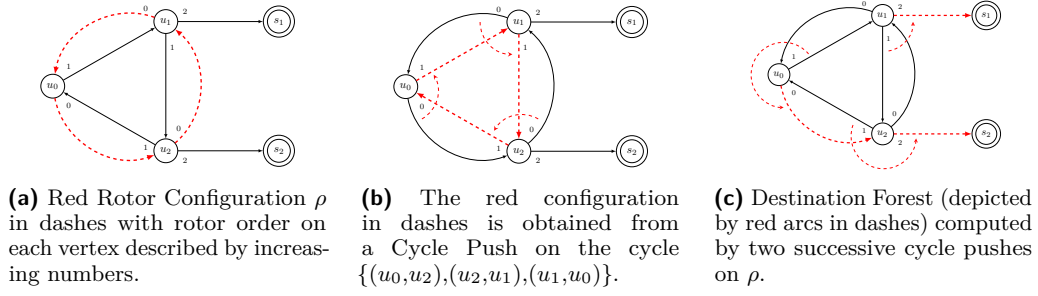 0 u₁ 2 s₁
1
u₀ 1
0
0
1 u₂ 2 s₂
0 u₁ 2 s₁
1
u₀ 1
0
0
1 u₂ 2 s₂
0 u₁ 2 s₁
1
u₀ 1
0
0
1 u₂ 2 s₂
(a) Red Rotor Configuration ρ
in dashes with rotor order on
each vertex described by increas-
ing numbers.
(b) The red configuration
in dashes is obtained from
a Cycle Push on the cycle
{(u₀,u₂),(u₂,u₁),(u₁,u₀)}.
(c) Destination Forest (depicted
by red arcs in dashes) computed
by two successive cycle pushes
on ρ.